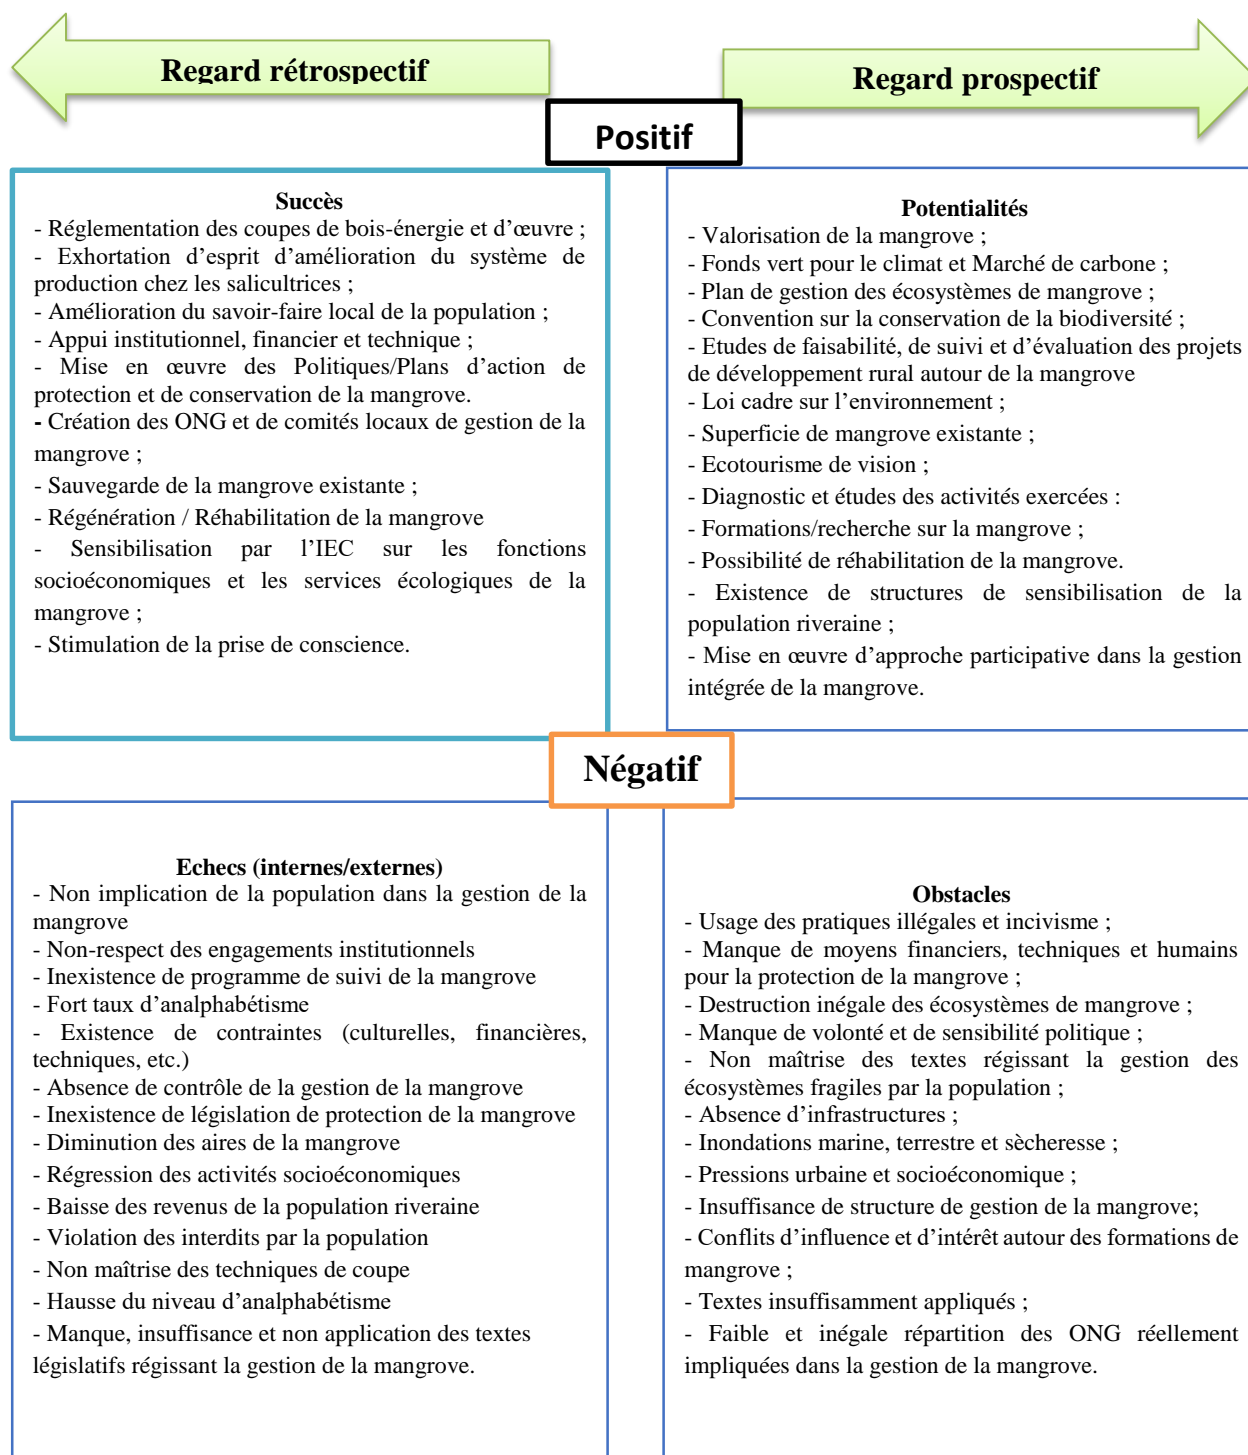 Regard rétrospectif
Regard prospectif
Positif
Succès
- Réglementation des coupes de bois-énergie et d’œuvre ;
- Exhortation d’esprit d’amélioration du système de
production chez les salicultrices ;
- Amélioration du savoir-faire local de la population ;
- Appui institutionnel, financier et technique ;
- Mise en œuvre des Politiques/Plans d’action de
protection et de conservation de la mangrove.
- Création des ONG et de comités locaux de gestion de la
mangrove ;
- Sauvegarde de la mangrove existante ;
- Régénération / Réhabilitation de la mangrove
- Sensibilisation par l’IEC sur les fonctions
socioéconomiques et les services écologiques de la
mangrove ;
- Stimulation de la prise de conscience.
Potentialités
- Valorisation de la mangrove ;
- Fonds vert pour le climat et Marché de carbone ;
- Plan de gestion des écosystèmes de mangrove ;
- Convention sur la conservation de la biodiversité ;
- Etudes de faisabilité, de suivi et d’évaluation des projets
de développement rural autour de la mangrove
- Loi cadre sur l’environnement ;
- Superficie de mangrove existante ;
- Ecotourisme de vision ;
- Diagnostic et études des activités exercées :
- Formations/recherche sur la mangrove ;
- Possibilité de réhabilitation de la mangrove.
- Existence de structures de sensibilisation de la
population riveraine ;
- Mise en œuvre d’approche participative dans la gestion
intégrée de la mangrove.
Négatif
Echecs (internes/externes)
- Non implication de la population dans la gestion de la
mangrove
- Non-respect des engagements institutionnels
- Inexistence de programme de suivi de la mangrove
- Fort taux d’analphabétisme
- Existence de contraintes (culturelles, financières,
techniques, etc.)
- Absence de contrôle de la gestion de la mangrove
- Inexistence de législation de protection de la mangrove
- Diminution des aires de la mangrove
- Régression des activités socioéconomiques
- Baisse des revenus de la population riveraine
- Violation des interdits par la population
- Non maîtrise des techniques de coupe
- Hausse du niveau d’analphabétisme
- Manque, insuffisance et non application des textes
législatifs régissant la gestion de la mangrove.
Obstacles
- Usage des pratiques illégales et incivisme ;
- Manque de moyens financiers, techniques et humains
pour la protection de la mangrove ;
- Destruction inégale des écosystèmes de mangrove ;
- Manque de volonté et de sensibilité politique ;
- Non maîtrise des textes régissant la gestion des
écosystèmes fragiles par la population ;
- Absence d’infrastructures ;
- Inondations marine, terrestre et sècheresse ;
- Pressions urbaine et socioéconomique ;
- Insuffisance de structure de gestion de la mangrove;
- Conflits d’influence et d’intérêt autour des formations de
mangrove ;
- Textes insuffisamment appliqués ;
- Faible et inégale répartition des ONG réellement
impliquées dans la gestion de la mangrove.